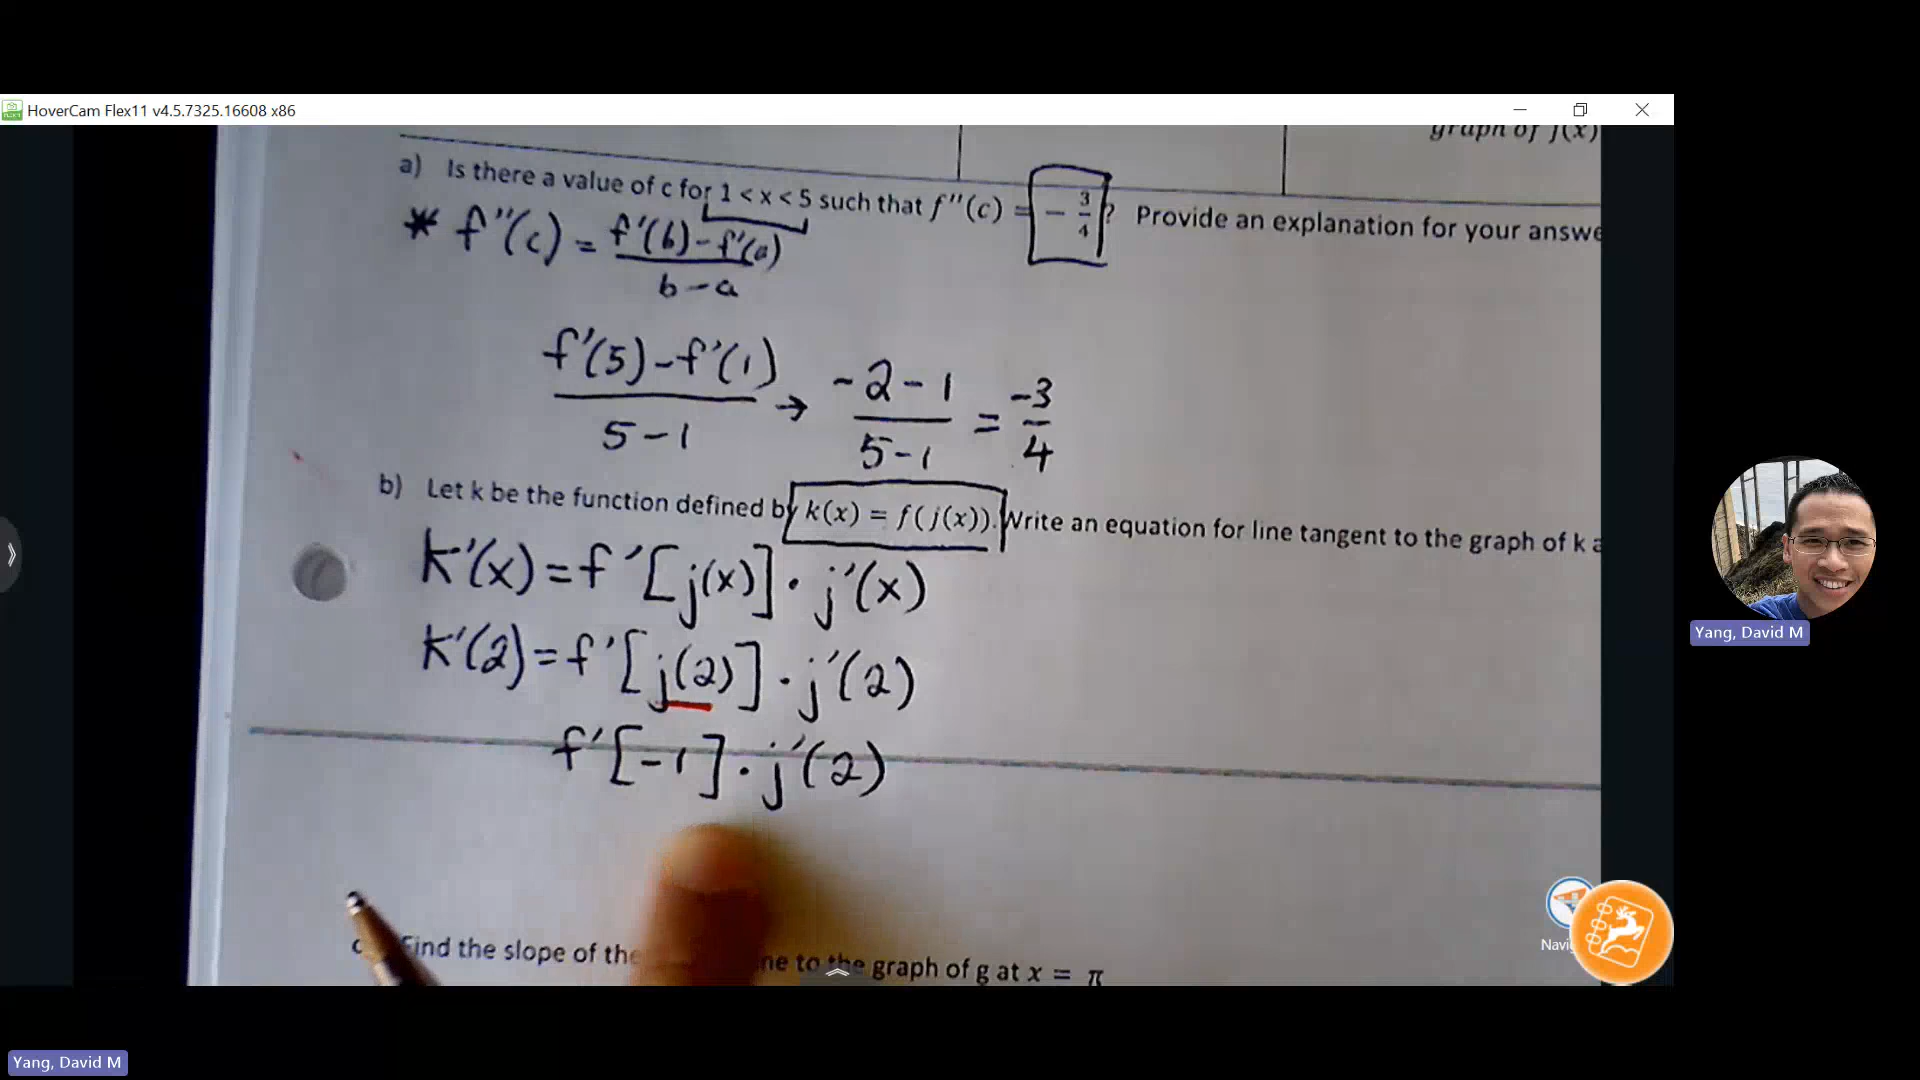 HoverCam Flex11 v4.5.7325.16608 x86
graph of j(x)
a) Is there a value of c for 1 < x < 5 such that f''(c) = - 3/4 ? Provide an explanation for your answe
* f''(c) = f'(b) - f'(a)
b - a
f'(5) - f'(1) → -2 - 1 = -3
5 - 1 5 - 1 4
b) Let k be the function defined by k(x) = f(j(x)). Write an equation for line tangent to the graph of k a
k'(x) = f'[j(x)] · j'(x)
k'(2) = f'[j(2)] · j'(2)
f'[-1] · j'(2)
Find the slope of the to the graph of g at x = π
Yang, David M
Yang, David M